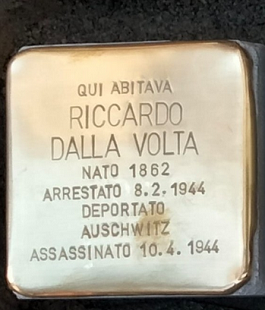 QUI ABITAVA
RICCARDO
DALLA VOLTA
NATO 1862
ARRESTATO 8.2.1944
DEPORTATO
AUSCHWITZ
ASSASSINATO 10.4.1944